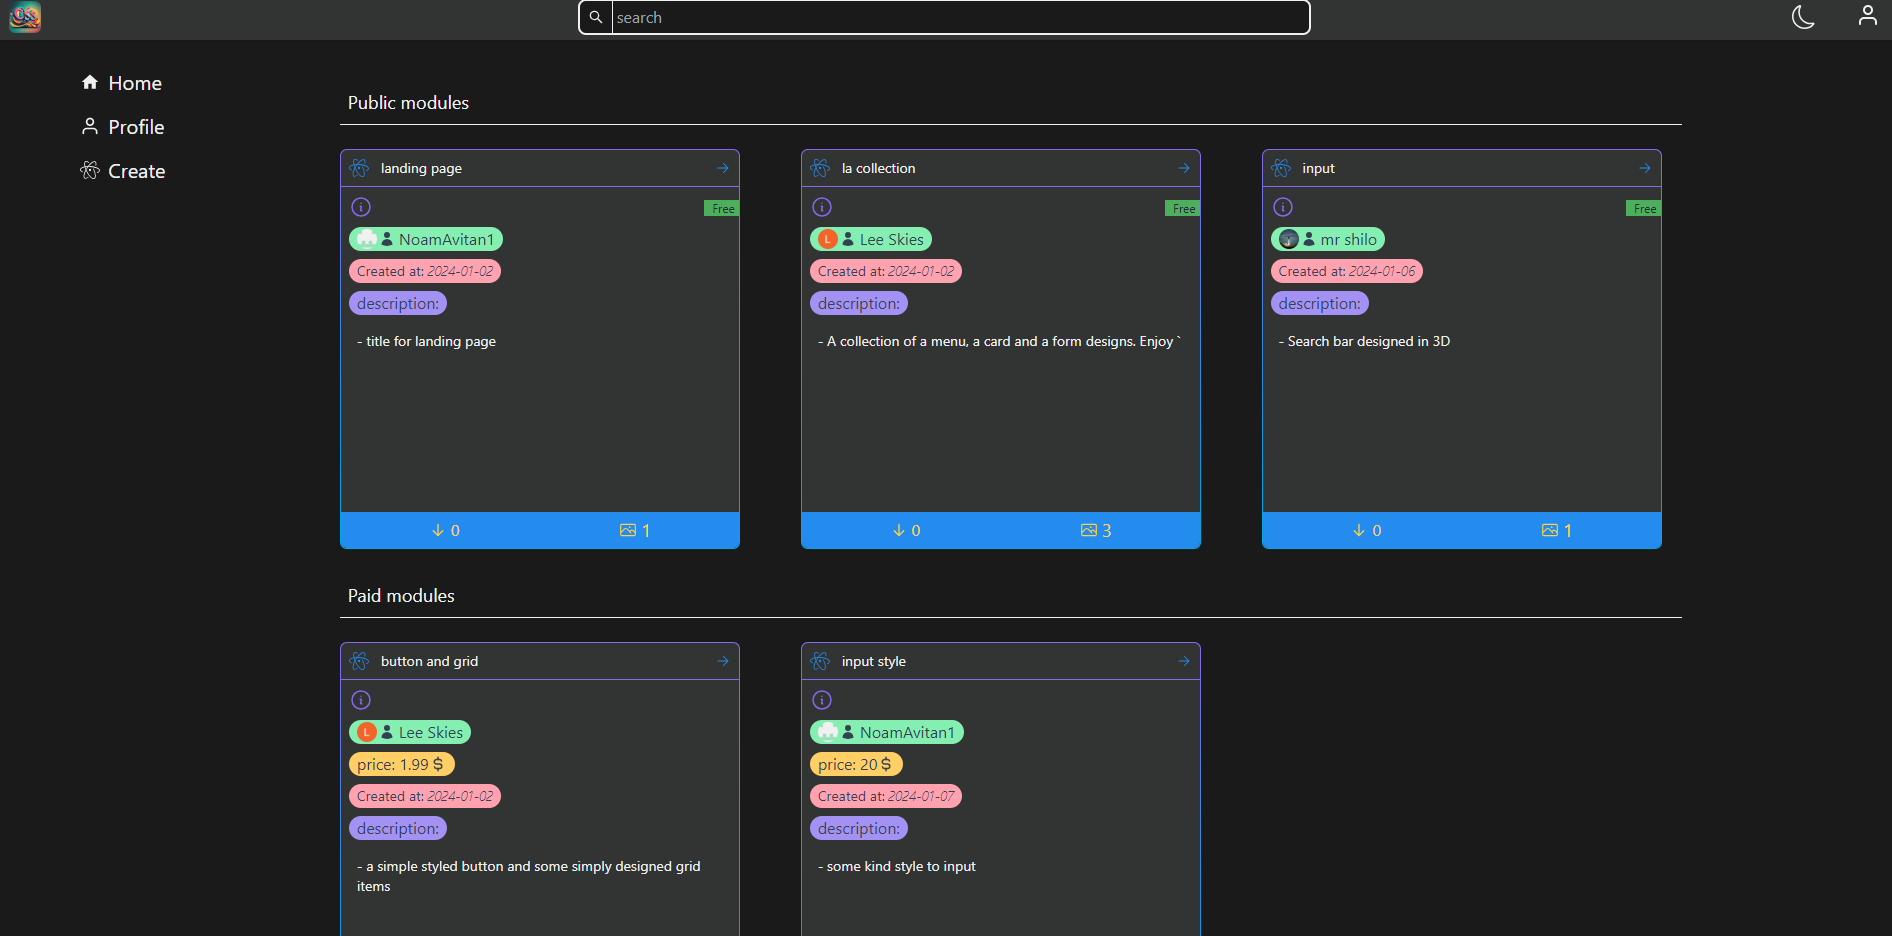 CSS
search
Home
Profile
Create
Public modules
landing page
Free
NoamAvitan1
Created at: 2024-01-02
description:
- title for landing page
0 1
la collection
Free
L Lee Skies
Created at: 2024-01-02
description:
- A collection of a menu, a card and a form designs. Enjoy `
0 3
input
Free
mr shilo
Created at: 2024-01-06
description:
- Search bar designed in 3D
0 1
Paid modules
button and grid
L Lee Skies
price: 1.99 $
Created at: 2024-01-02
description:
- a simple styled button and some simply designed grid
items
input style
NoamAvitan1
price: 20 $
Created at: 2024-01-07
description:
- some kind style to input